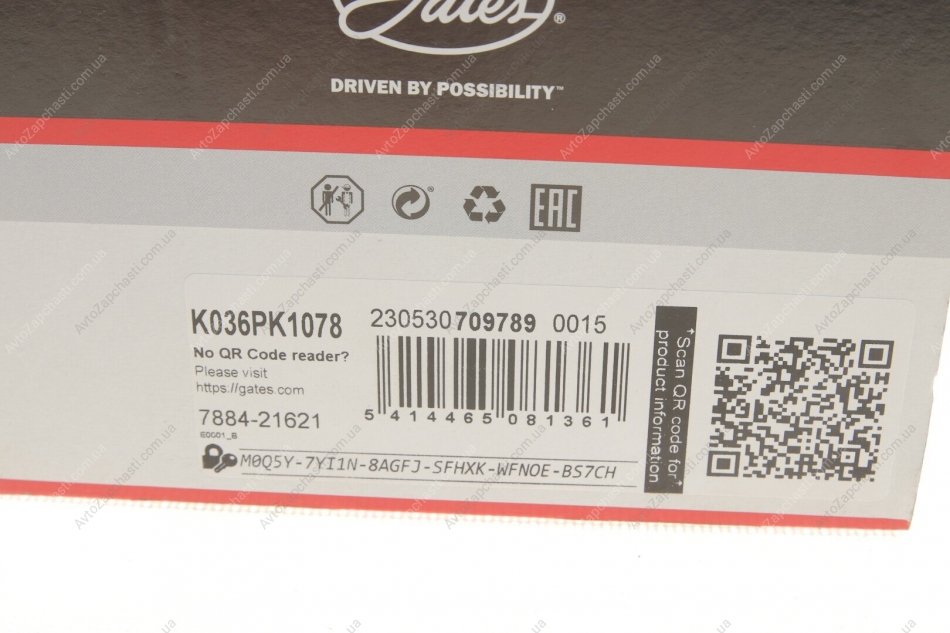 Gates®
DRIVEN BY POSSIBILITY™
EAC
K036PK1078
230530709789 0015
No QR Code reader?
Please visit
https://gates.com
7884-21621
E0001_B
5 414465 081361
M0Q5Y-7YI1N-8AGFJ-SFHXK-WFNOE-BS7CH
Scan QR code for
product information
AvtoZapchasti.com.ua